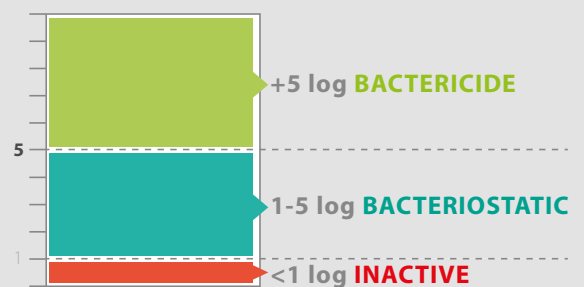 +5 log BACTERICIDE
5
1-5 log BACTERIOSTATIC
1
<1 log INACTIVE